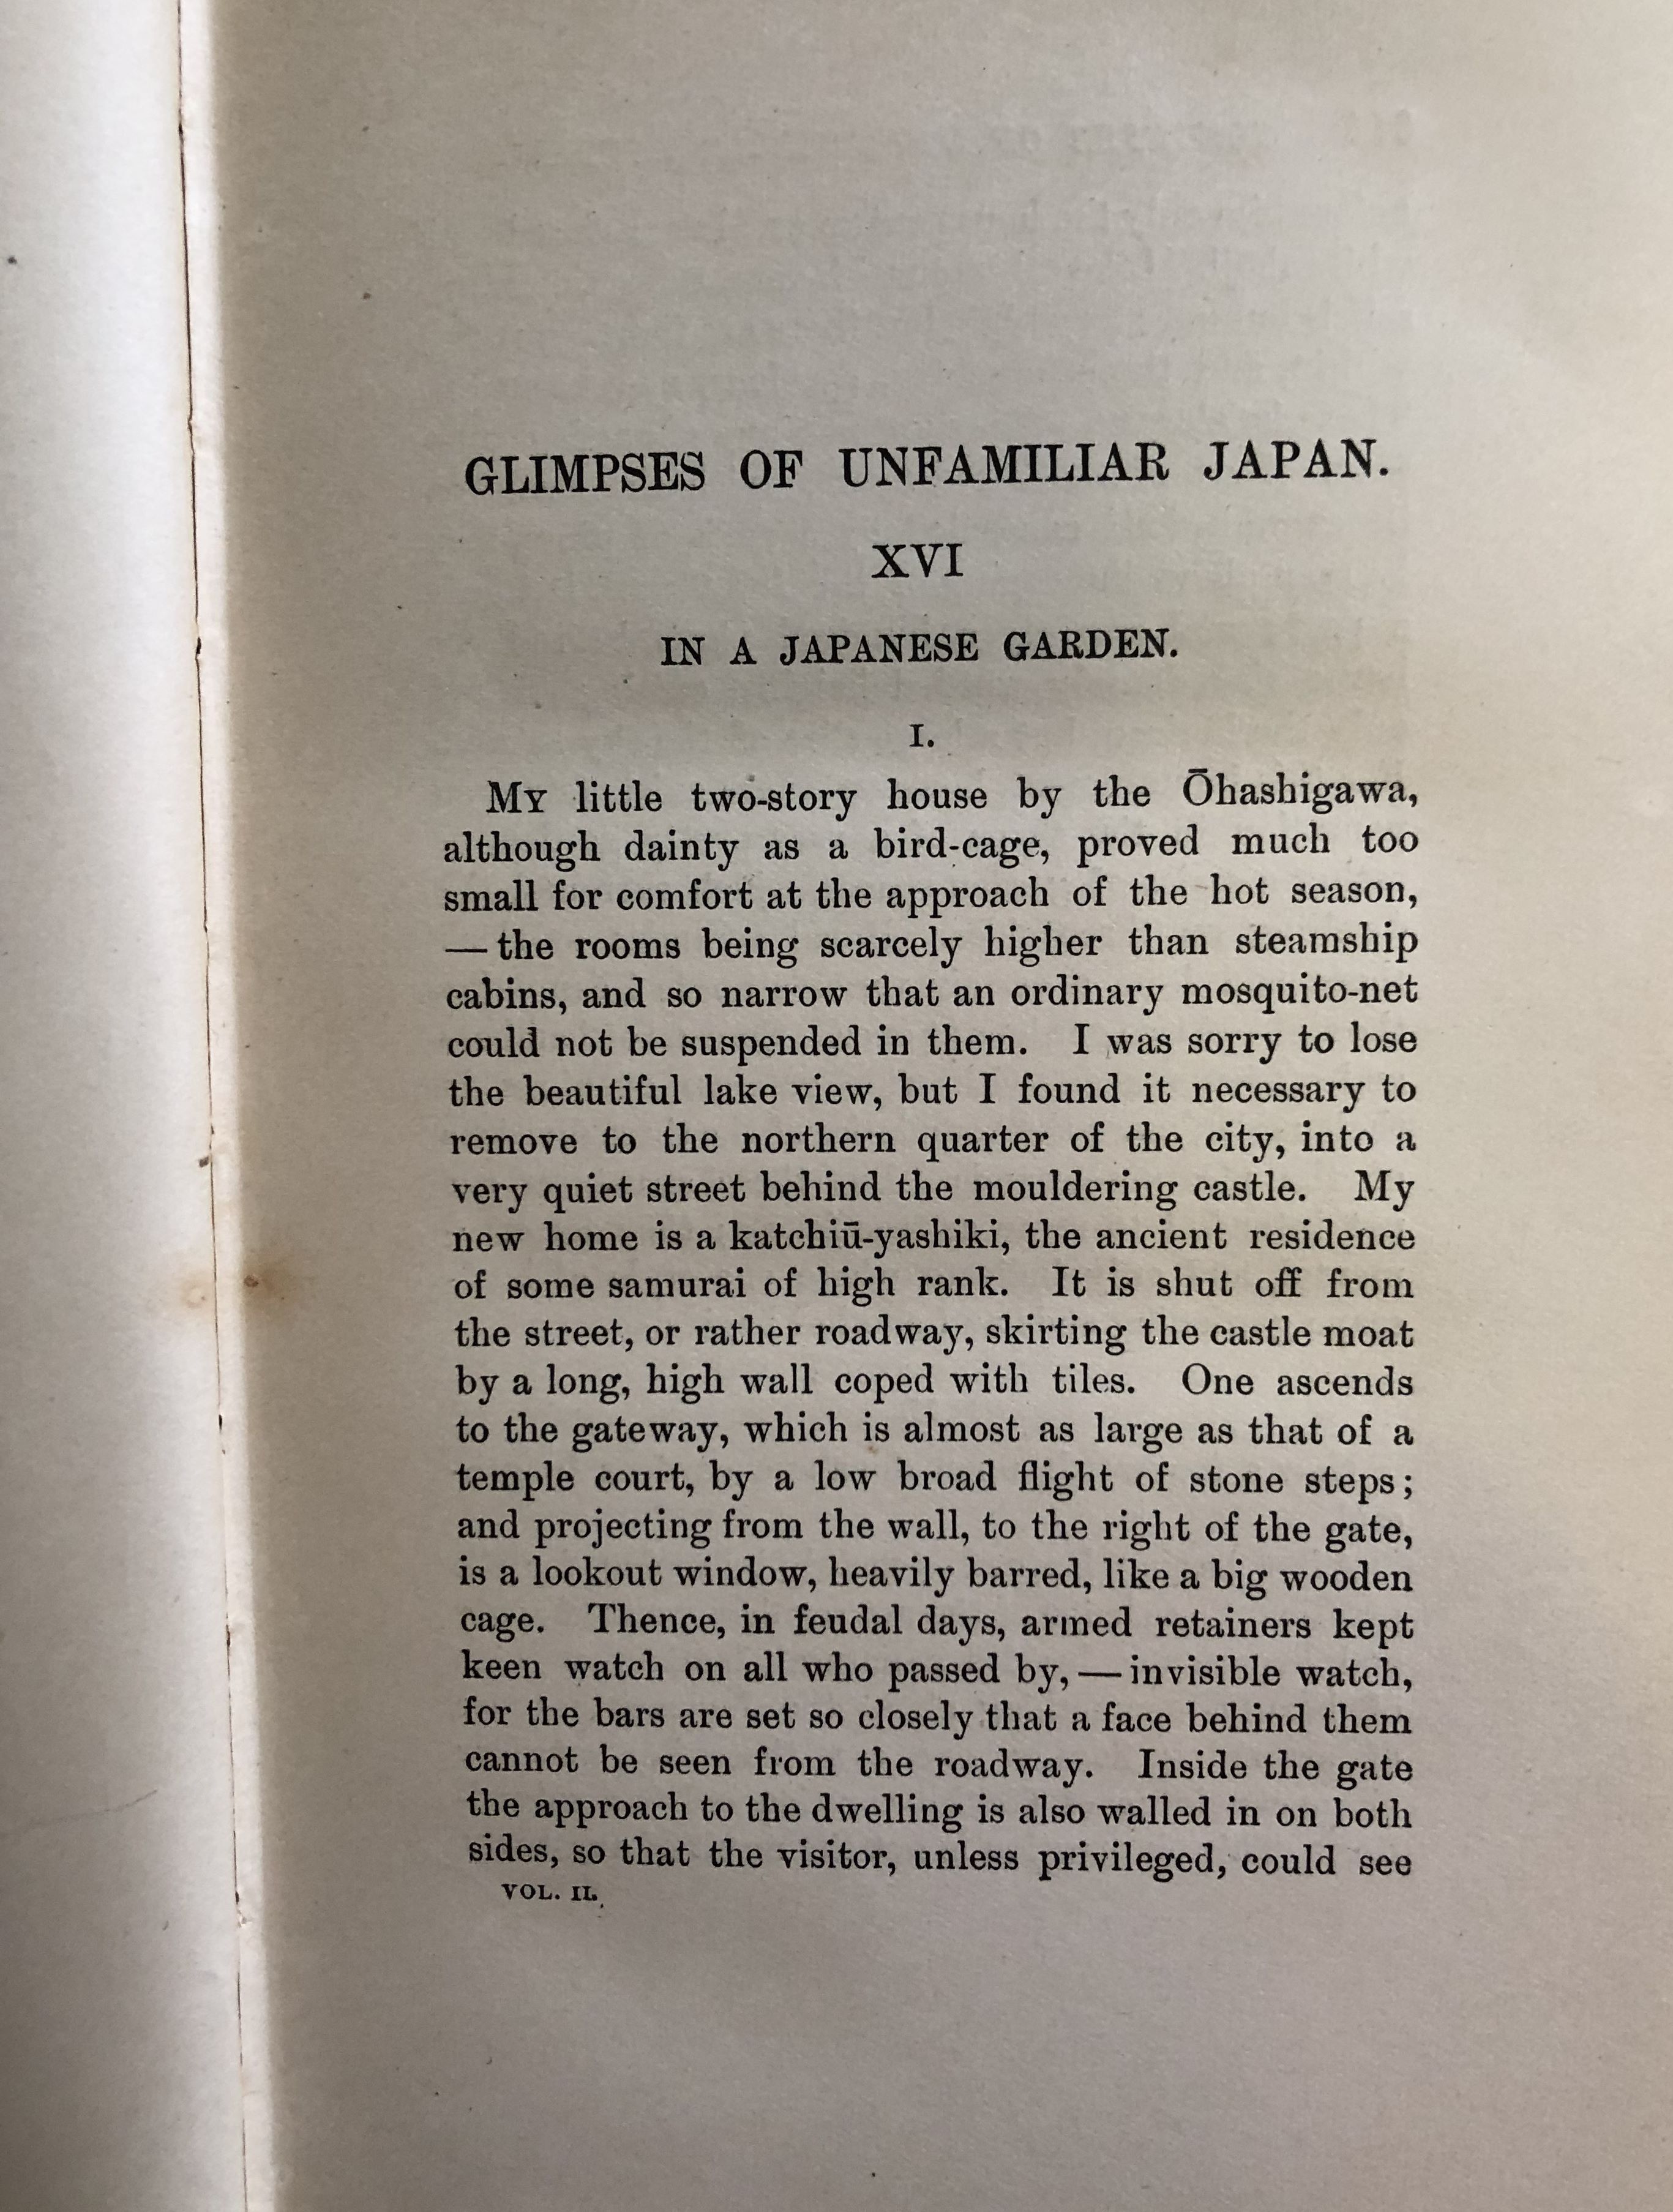 GLIMPSES OF UNFAMILIAR JAPAN.
XVI
IN A JAPANESE GARDEN.
I.
MY little two-story house by the Ōhashigawa,
although dainty as a bird-cage, proved much too
small for comfort at the approach of the hot season,
— the rooms being scarcely higher than steamship
cabins, and so narrow that an ordinary mosquito-net
could not be suspended in them. I was sorry to lose
the beautiful lake view, but I found it necessary to
remove to the northern quarter of the city, into a
very quiet street behind the mouldering castle. My
new home is a katchiū-yashiki, the ancient residence
of some samurai of high rank. It is shut off from
the street, or rather roadway, skirting the castle moat
by a long, high wall coped with tiles. One ascends
to the gateway, which is almost as large as that of a
temple court, by a low broad flight of stone steps;
and projecting from the wall, to the right of the gate,
is a lookout window, heavily barred, like a big wooden
cage. Thence, in feudal days, armed retainers kept
keen watch on all who passed by, — invisible watch,
for the bars are set so closely that a face behind them
cannot be seen from the roadway. Inside the gate
the approach to the dwelling is also walled in on both
sides, so that the visitor, unless privileged, could see
VOL. II.